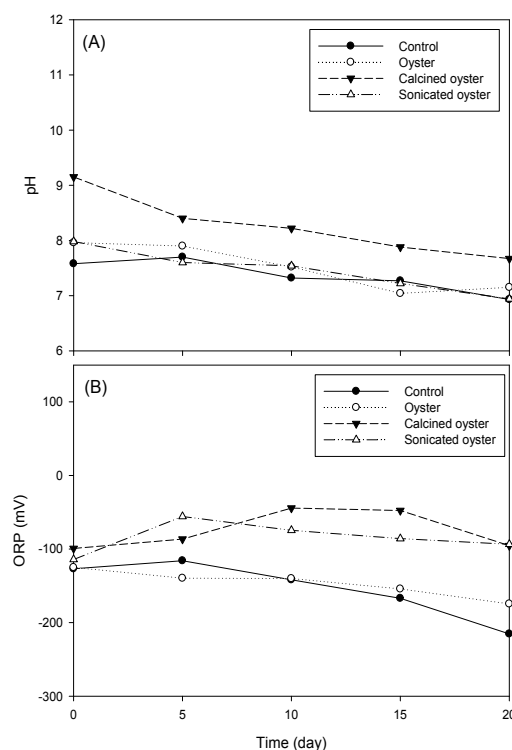 (A)
Control
Oyster
Calcined oyster
Sonicated oyster
12
11
10
9
8
7
6
pH
(B)
Control
Oyster
Calcined oyster
Sonicated oyster
100
0
-100
-200
-300
ORP (mV)
0 5 10 15 20
Time (day)